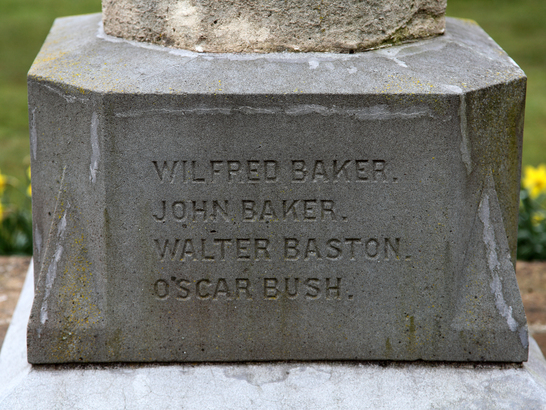 WILFRED BAKER.
JOHN BAKER.
WALTER BASTON.
OSCAR BUSH.